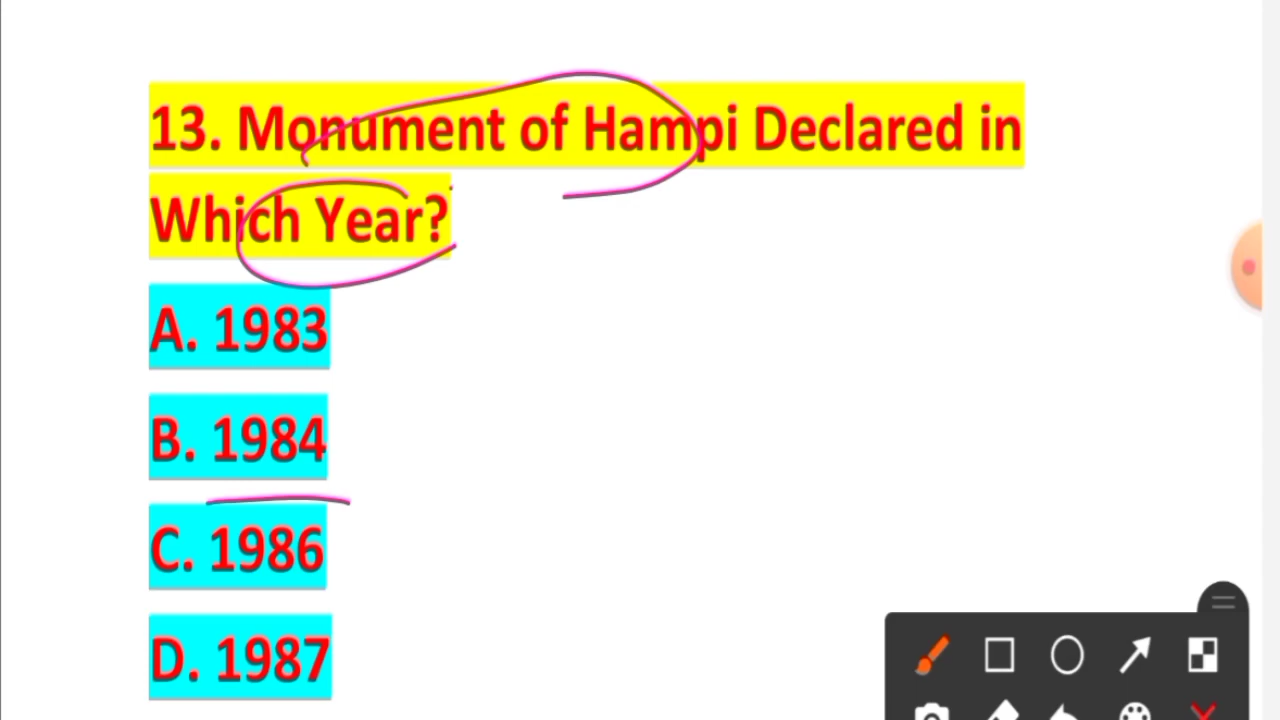 13. Monument of Hampi Declared in
Which Year?
A. 1983
B. 1984
C. 1986
D. 1987